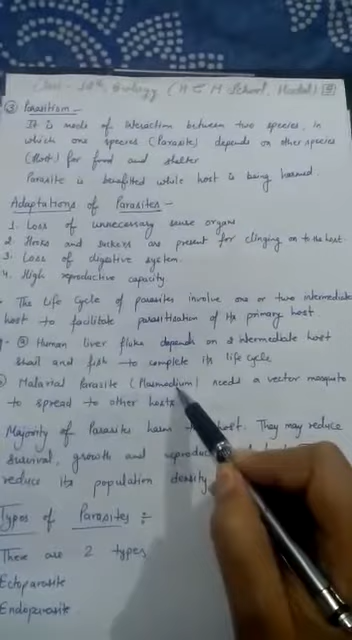 Class - 12th, Biology (H S M School,
③ Parasitism -
It is mode of interaction between two species, in
which one species (Parasite) depends on other species
(Host) for food and shelter
Parasite is benefitted while host is being harmed.
Adaptations of Parasites -
1. Loss of unnecessary sense organs
2. Hooks and suckers are present for clinging on to the host.
3. Loss of digestive system.
4. High reproductive capacity
The Life Cycle of parasites involve one or two intermediate
host to facilitate parasitisation of its primary host
Human liver fluke depends on 2 intermediate host
snail and fish to complete its life cycle
Malarial Parasite (Plasmodium) needs a vector mosquito
to spread to other hosts
Majority of Parasites harm host. They may reduce
survival, growth and
reduce its population density
Types of Parasites :-
There are 2 types
Ectoparasite
Endoparasite